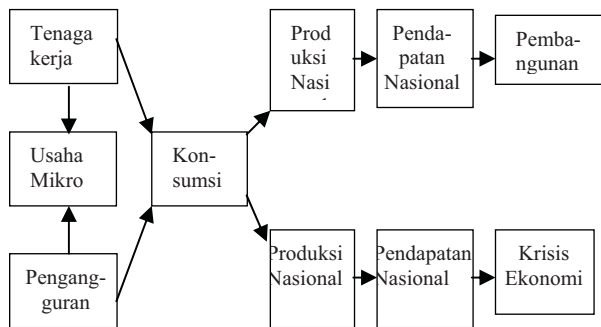 Tenaga
kerja
Usaha
Mikro
Pengang-
guran
Kon-
sumsi
Prod
uksi
Nasi
Penda-
patan
Nasional
Pemba-
ngunan
Produksi
Nasional
Pendapatan
Nasional
Krisis
Ekonomi